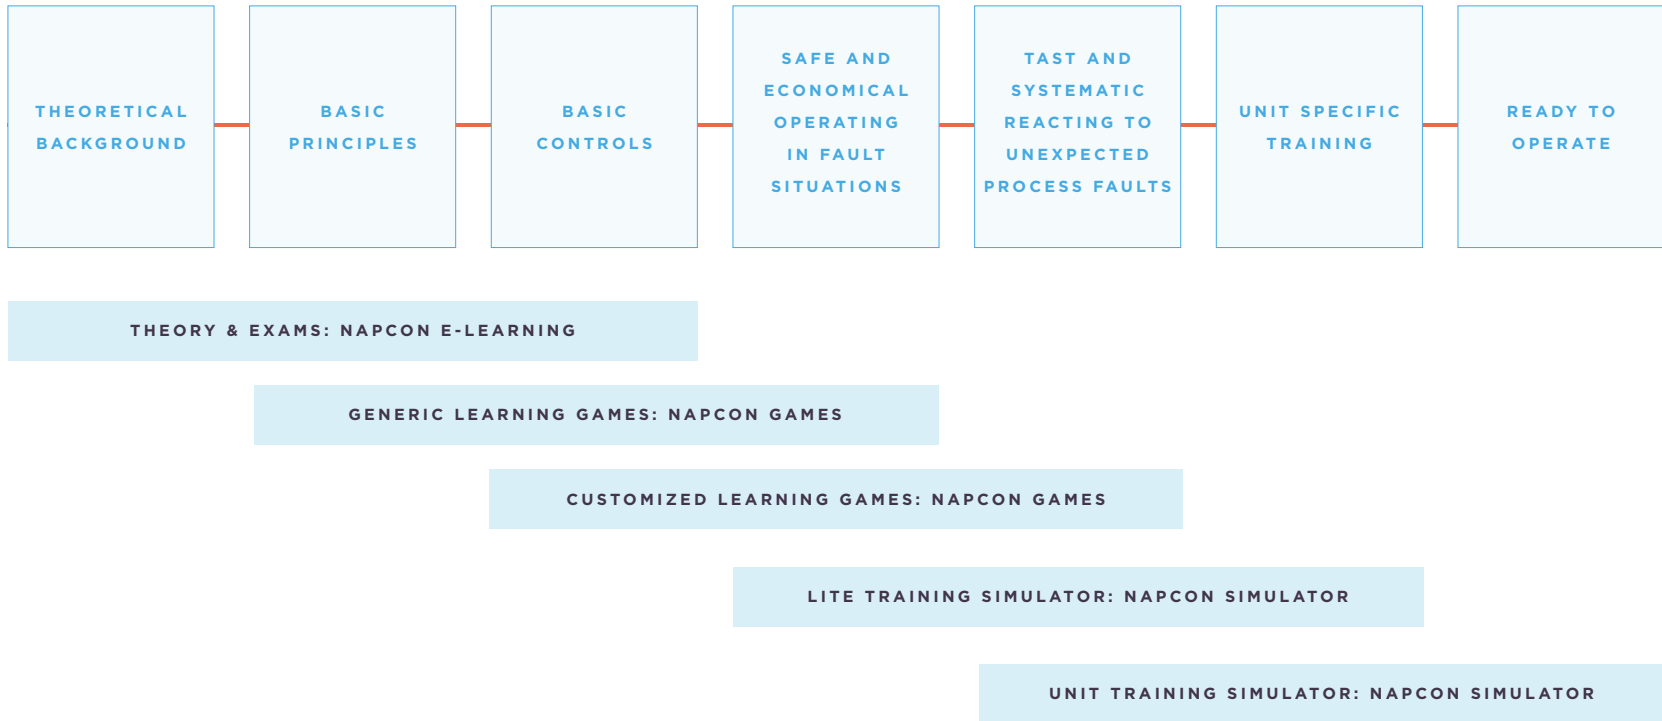 THEORETICAL
BACKGROUND
BASIC
PRINCIPLES
BASIC
CONTROLS
SAFE AND
ECONOMICAL
OPERATING
IN FAULT
SITUATIONS
TAST AND
SYSTEMATIC
REACTING TO
UNEXPECTED
PROCESS FAULTS
UNIT SPECIFIC
TRAINING
READY TO
OPERATE
THEORY & EXAMS: NAPCON E-LEARNING
GENERIC LEARNING GAMES: NAPCON GAMES
CUSTOMIZED LEARNING GAMES: NAPCON GAMES
LITE TRAINING SIMULATOR: NAPCON SIMULATOR
UNIT TRAINING SIMULATOR: NAPCON SIMULATOR